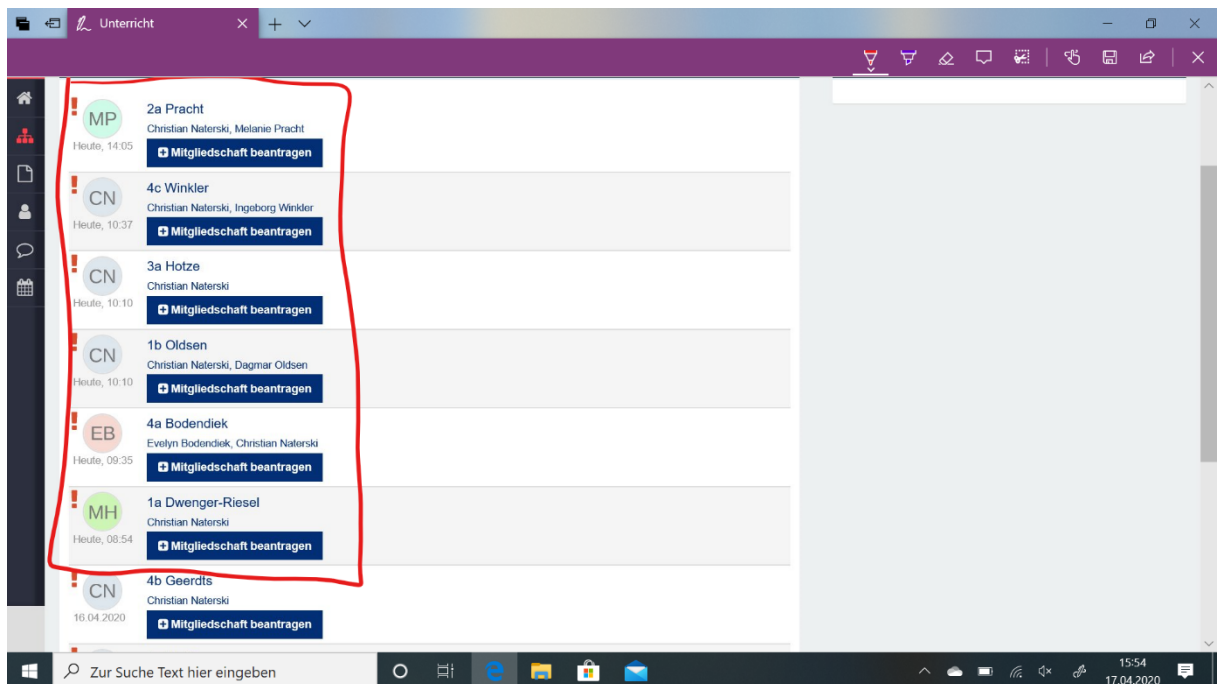 Unterricht
MP
2a Pracht
Christian Naterski, Melanie Pracht
Heute, 14:05
Mitgliedschaft beantragen
CN
4c Winkler
Christian Naterski, Ingeborg Winkler
Heute, 10:37
Mitgliedschaft beantragen
CN
3a Hotze
Christian Naterski
Heute, 10:10
Mitgliedschaft beantragen
CN
1b Oldsen
Christian Naterski, Dagmar Oldsen
Heute, 10:10
Mitgliedschaft beantragen
EB
4a Bodendiek
Evelyn Bodendiek, Christian Naterski
Heute, 09:35
Mitgliedschaft beantragen
MH
1a Dwenger-Riesel
Christian Naterski
Heute, 08:54
Mitgliedschaft beantragen
CN
4b Geerdts
Christian Naterski
16.04.2020
Mitgliedschaft beantragen
Zur Suche Text hier eingeben
15:54
17.04.2020